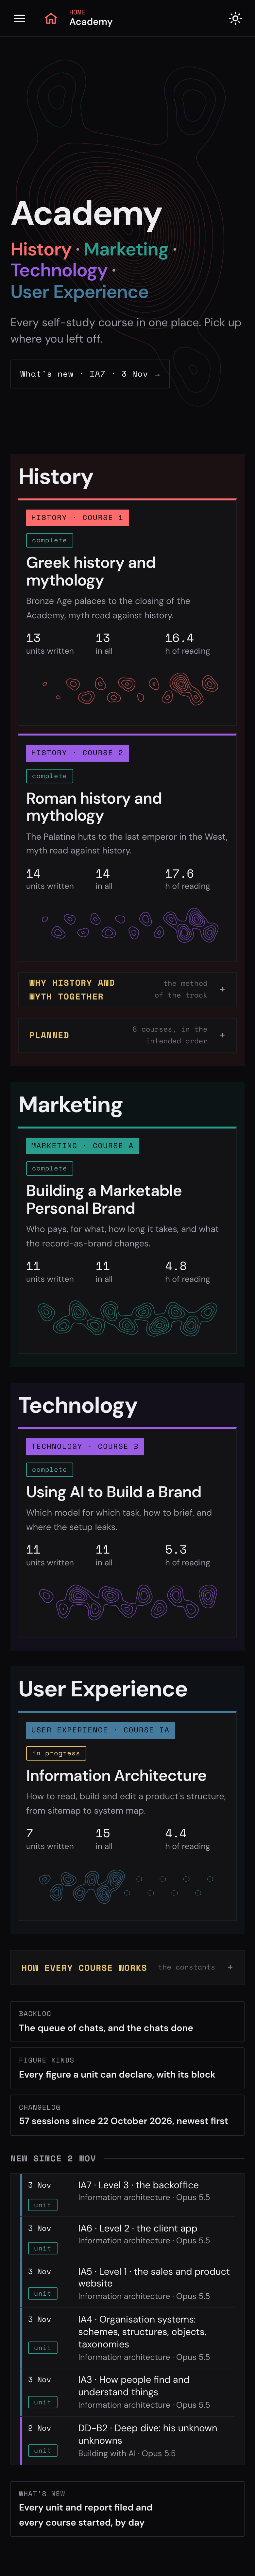 HOME
Academy
Academy
History · Marketing ·
Technology ·
User Experience
Every self-study course in one place. Pick up
where you left off.
What's new · IA7 · 3 Nov →
History
HISTORY · COURSE 1
complete
Greek history and
mythology
Bronze Age palaces to the closing of the
Academy, myth read against history.
13 13 16.4
units written in all h of reading
HISTORY · COURSE 2
complete
Roman history and
mythology
The Palatine huts to the last emperor in the West,
myth read against history.
14 14 17.6
units written in all h of reading
WHY HISTORY AND the method
MYTH TOGETHER of the track +
PLANNED 8 courses, in the
intended order +
Marketing
MARKETING · COURSE A
complete
Building a Marketable
Personal Brand
Who pays, for what, how long it takes, and what
the record-as-brand changes.
11 11 4.8
units written in all h of reading
Technology
TECHNOLOGY · COURSE B
complete
Using AI to Build a Brand
Which model for which task, how to brief, and
where the setup leaks.
11 11 5.3
units written in all h of reading
User Experience
USER EXPERIENCE · COURSE IA
in progress
Information Architecture
How to read, build and edit a product's structure,
from sitemap to system map.
7 15 4.4
units written in all h of reading
HOW EVERY COURSE WORKS the constants +
BACKLOG
The queue of chats, and the chats done
FIGURE KINDS
Every figure a unit can declare, with its block
CHANGELOG
57 sessions since 22 October 2026, newest first
NEW SINCE 2 NOV
3 Nov IA7 · Level 3 · the backoffice
Information architecture · Opus 5.5
unit
3 Nov IA6 · Level 2 · the client app
Information architecture · Opus 5.5
unit
3 Nov IA5 · Level 1 · the sales and product
website
unit Information architecture · Opus 5.5
3 Nov IA4 · Organisation systems:
schemes, structures, objects,
taxonomies
unit Information architecture · Opus 5.5
3 Nov IA3 · How people find and
understand things
unit Information architecture · Opus 5.5
2 Nov DD-B2 · Deep dive: his unknown
unknowns
unit Building with AI · Opus 5.5
WHAT'S NEW
Every unit and report filed and
every course started, by day